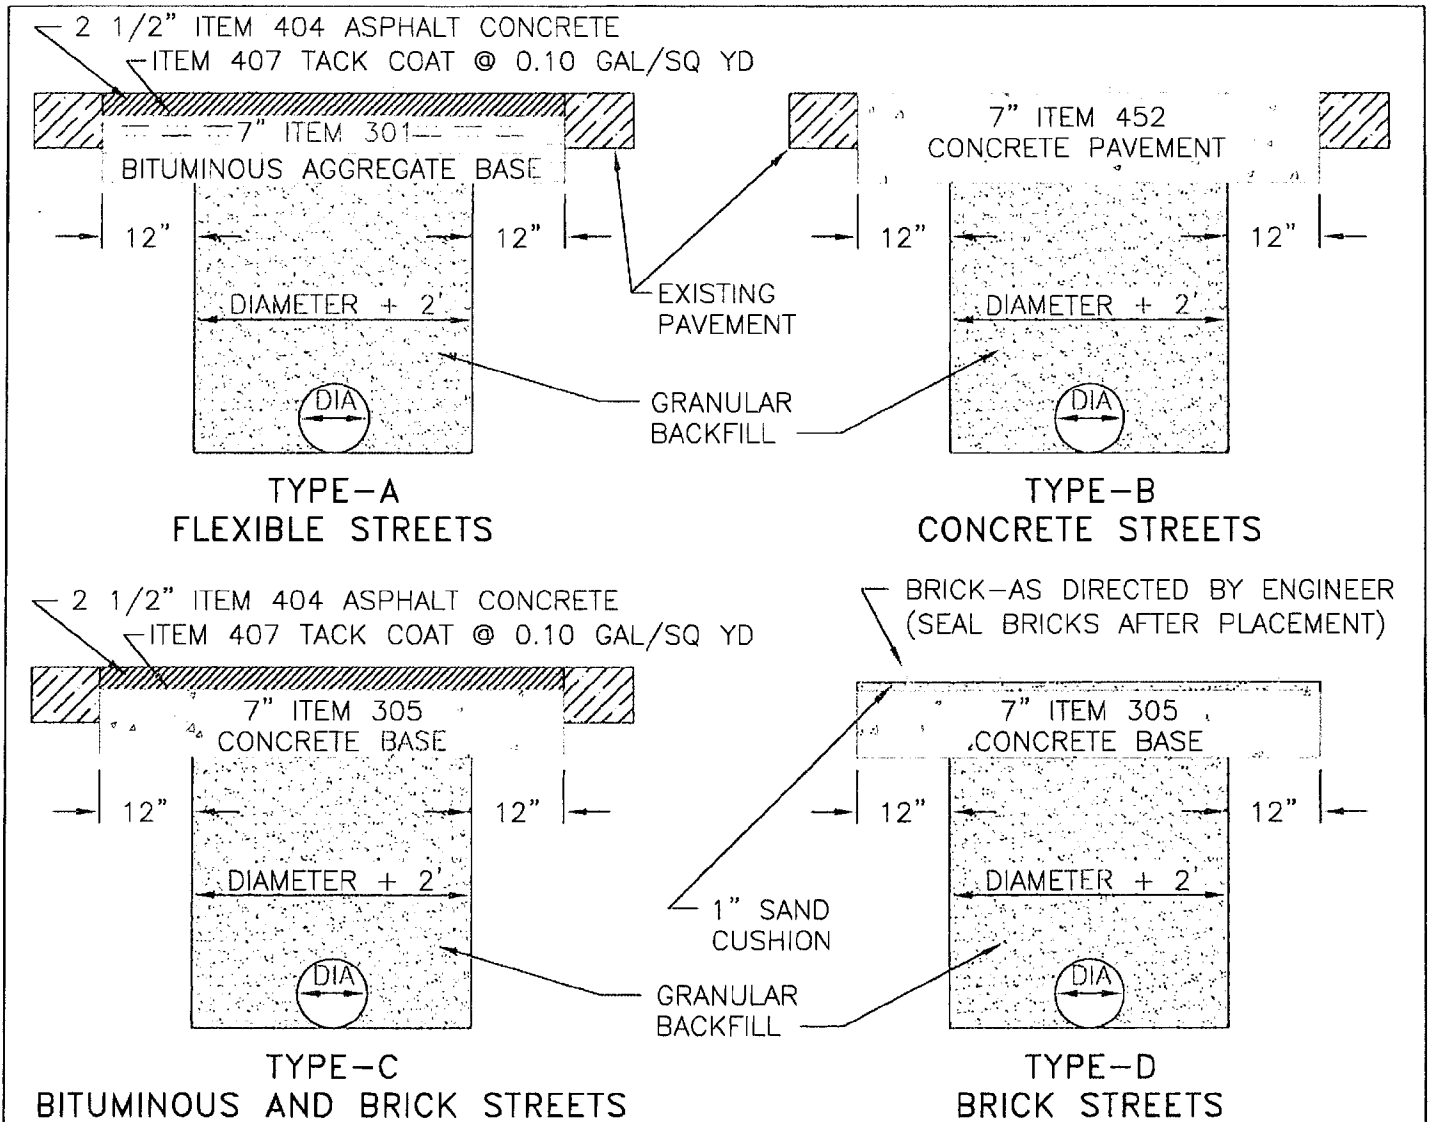 2 1/2" ITEM 404 ASPHALT CONCRETE
ITEM 407 TACK COAT @ 0.10 GAL/SQ YD
7" ITEM 301
BITUMINOUS AGGREGATE BASE
12"
12"
DIAMETER + 2'
DIA
TYPE-A
FLEXIBLE STREETS
7" ITEM 452
CONCRETE PAVEMENT
12"
12"
EXISTING
PAVEMENT
DIAMETER + 2'
GRANULAR
BACKFILL
DIA
TYPE-B
CONCRETE STREETS
2 1/2" ITEM 404 ASPHALT CONCRETE
ITEM 407 TACK COAT @ 0.10 GAL/SQ YD
7" ITEM 305
CONCRETE BASE
12"
12"
DIAMETER + 2'
DIA
TYPE-C
BITUMINOUS AND BRICK STREETS
BRICK-AS DIRECTED BY ENGINEER
(SEAL BRICKS AFTER PLACEMENT)
7" ITEM 305
CONCRETE BASE
12"
12"
DIAMETER + 2'
1" SAND
CUSHION
GRANULAR
BACKFILL
DIA
TYPE-D
BRICK STREETS